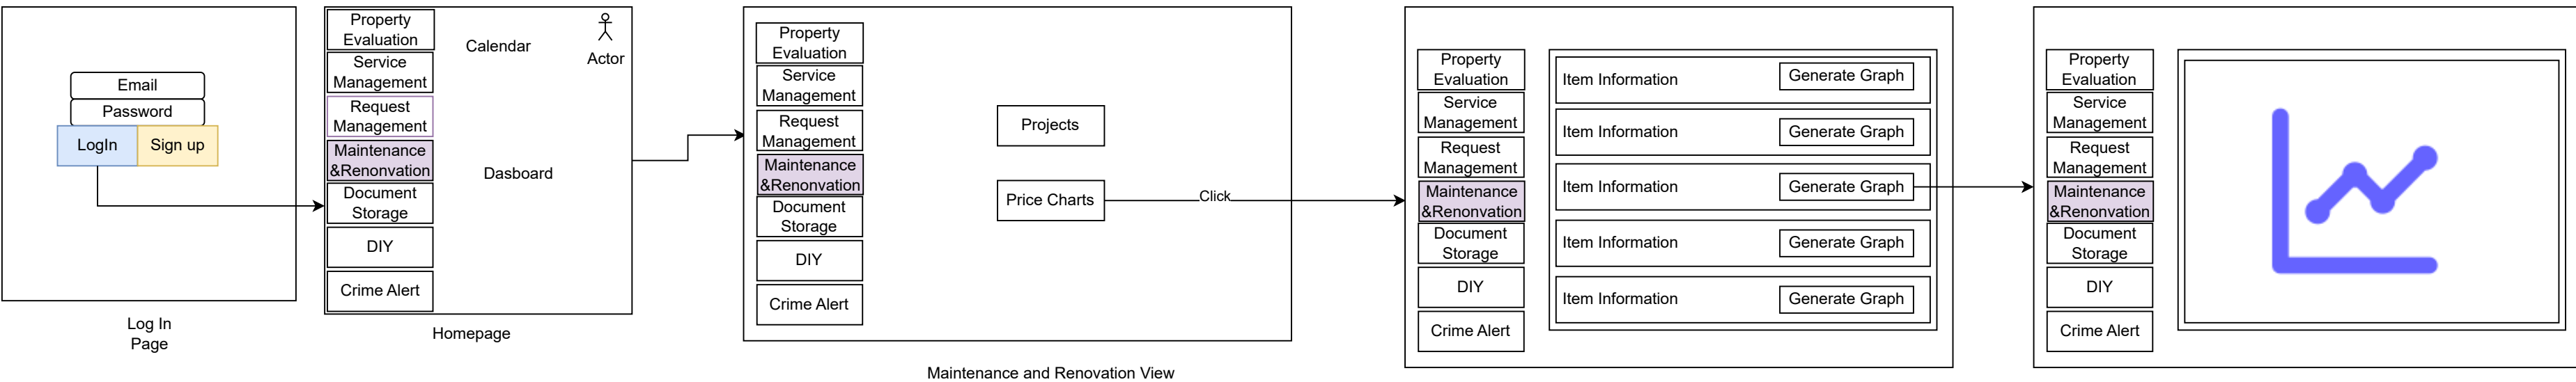 Email
Password
LogIn
Sign up
Log In
Page
Property
Evaluation
Service
Management
Request
Management
Maintenance
&Renonvation
Document
Storage
DIY
Crime Alert
Calendar
Actor
Dasboard
Homepage
Property
Evaluation
Service
Management
Request
Management
Maintenance
&Renonvation
Document
Storage
DIY
Crime Alert
Projects
Price Charts
Click
Maintenance and Renovation View
Property
Evaluation
Service
Management
Request
Management
Maintenance
&Renonvation
Document
Storage
DIY
Crime Alert
Item Information
Generate Graph
Item Information
Generate Graph
Item Information
Generate Graph
Item Information
Generate Graph
Item Information
Generate Graph
Property
Evaluation
Service
Management
Request
Management
Maintenance
&Renonvation
Document
Storage
DIY
Crime Alert